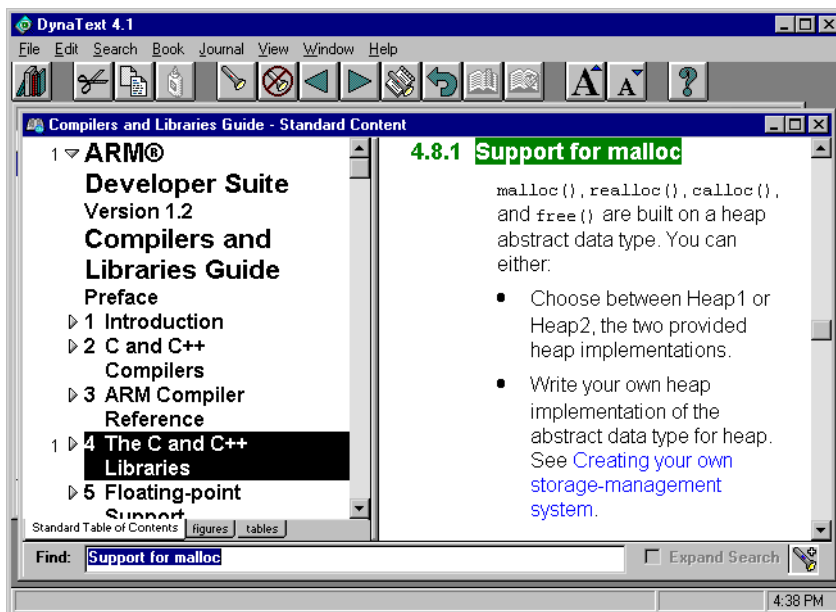 DynaText 4.1
File Edit Search Book Journal View Window Help
Compilers and Libraries Guide - Standard Content
1 ARM®
Developer Suite
Version 1.2
Compilers and
Libraries Guide
Preface
1 Introduction
2 C and C++
Compilers
3 ARM Compiler
Reference
1 4 The C and C++
Libraries
5 Floating-point
Support
Standard Table of Contents figures tables
4.8.1 Support for malloc
malloc(), realloc(), calloc(),
and free() are built on a heap
abstract data type. You can
either:
• Choose between Heap1 or
Heap2, the two provided
heap implementations.
• Write your own heap
implementation of the
abstract data type for heap.
See Creating your own
storage-management
system.
Find: Support for malloc Expand Search
4:38 PM